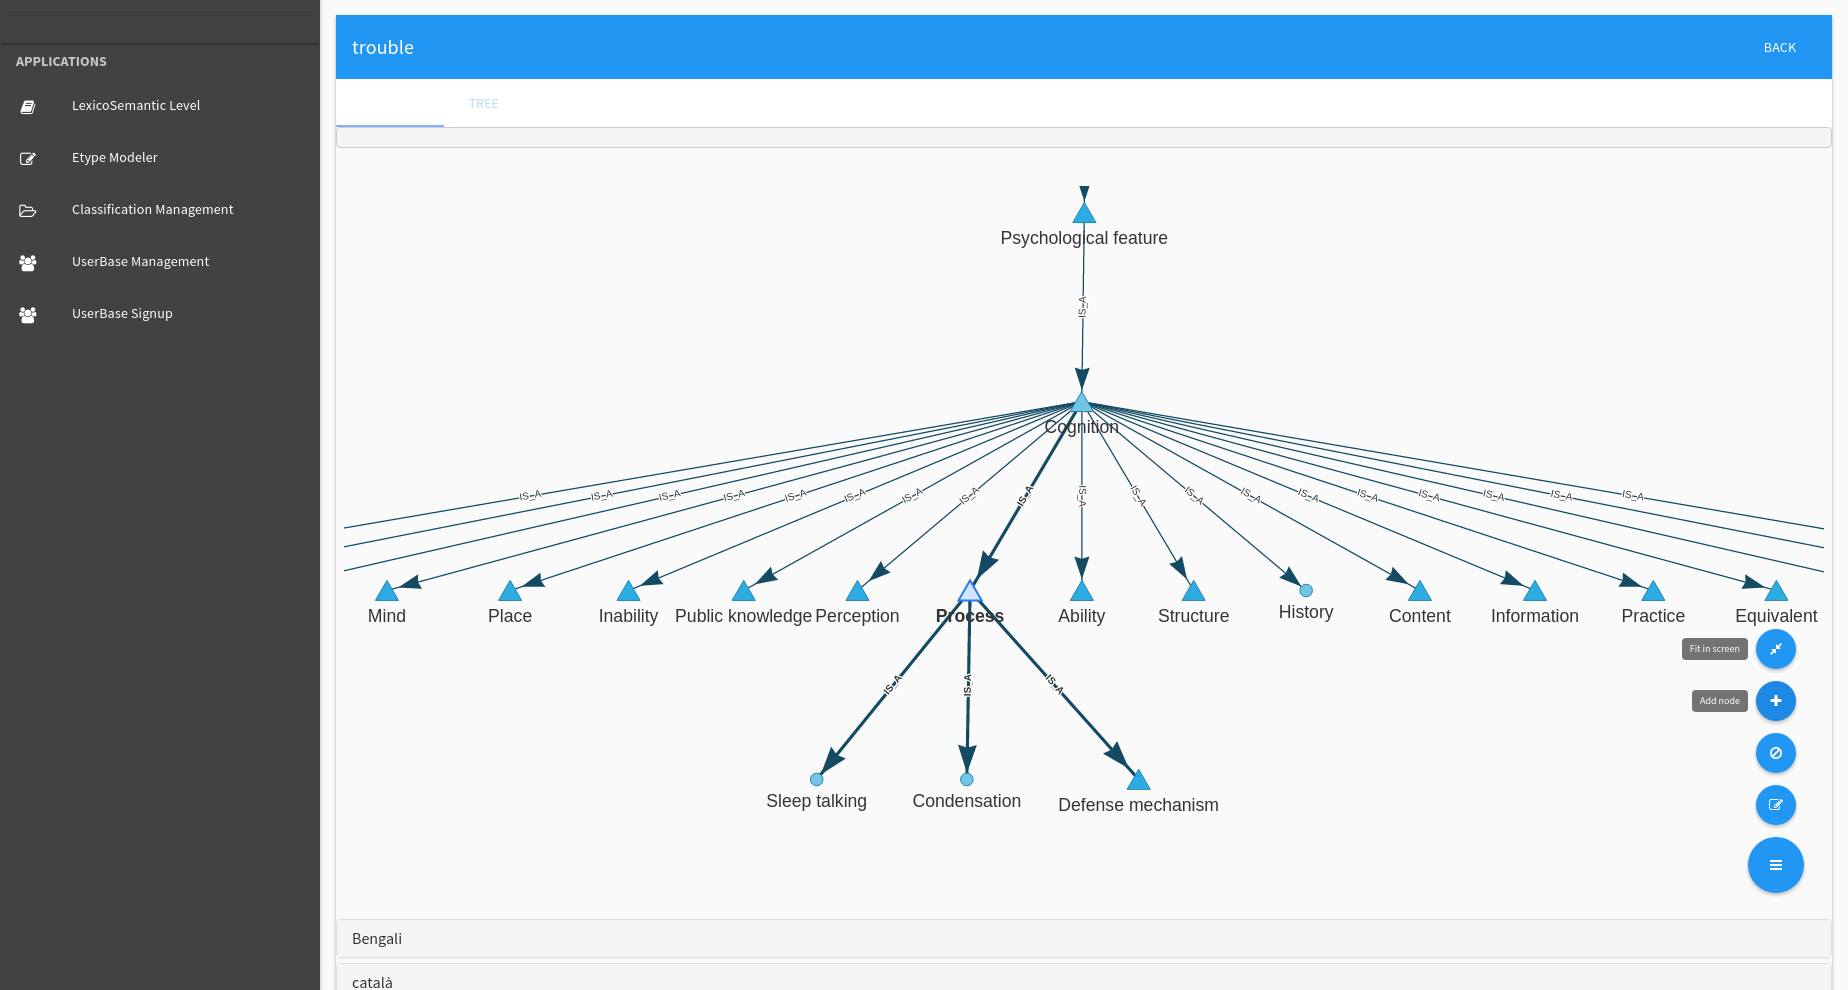 APPLICATIONS
LexicoSemantic Level
Etype Modeler
Classification Management
UserBase Management
UserBase Signup
trouble
BACK
TREE
Psychological feature
IS_A
Cognition
IS_A IS_A IS_A IS_A IS_A IS_A IS_A IS_A IS_A IS_A IS_A IS_A IS_A IS_A IS_A IS_A IS_A IS_A IS_A
Mind Place Inability Public knowledge Perception Process Ability Structure History Content Information Practice Equivalent
Fit in screen
IS_A IS_A IS_A
Add node
Sleep talking Condensation Defense mechanism
Bengali
català